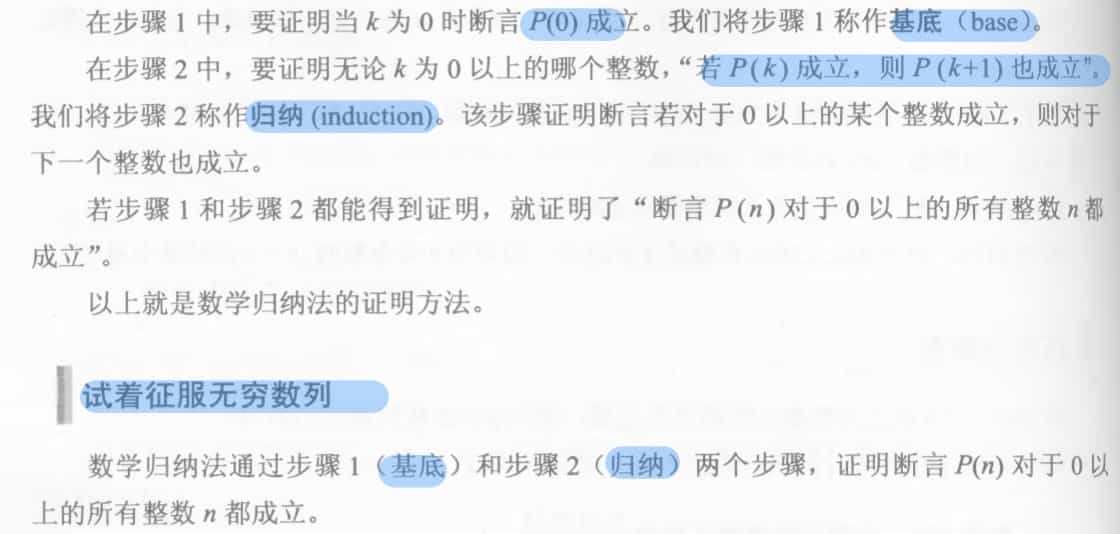 在步骤 1 中，要证明当 k 为 0 时断言 P(0) 成立。我们将步骤 1 称作基底（base）。
在步骤 2 中，要证明无论 k 为 0 以上的哪个整数，“若 P(k) 成立，则 P(k+1) 也成立”。
我们将步骤 2 称作归纳 (induction)。该步骤证明断言若对于 0 以上的某个整数成立，则对于
下一个整数也成立。
若步骤 1 和步骤 2 都能得到证明，就证明了“断言 P(n) 对于 0 以上的所有整数 n 都
成立”。
以上就是数学归纳法的证明方法。
试着征服无穷数列
数学归纳法通过步骤 1（基底）和步骤 2（归纳）两个步骤，证明断言 P(n) 对于 0 以
上的所有整数 n 都成立。